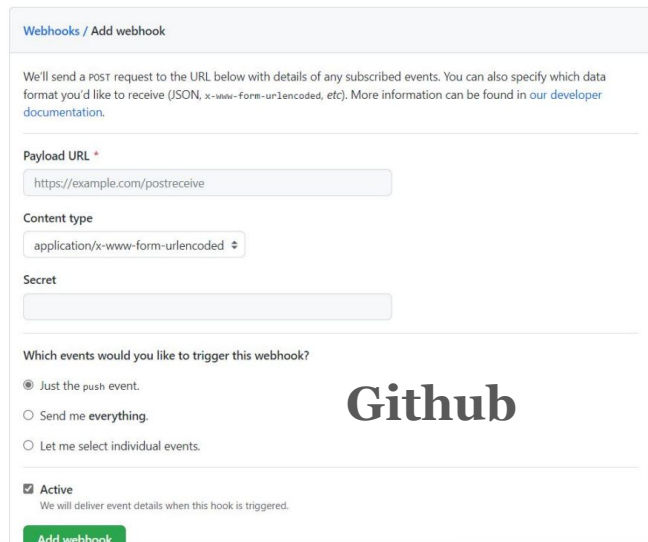 Webhooks / Add webhook
We'll send a POST request to the URL below with details of any subscribed events. You can also specify which data
format you'd like to receive (JSON, x-www-form-urlencoded, etc). More information can be found in our developer
documentation.
Payload URL *
https://example.com/postreceive
Content type
application/x-www-form-urlencoded
Secret
Which events would you like to trigger this webhook?
Just the push event.
Send me everything.
Let me select individual events.
Github
Active
We will deliver event details when this hook is triggered.
Add webhook